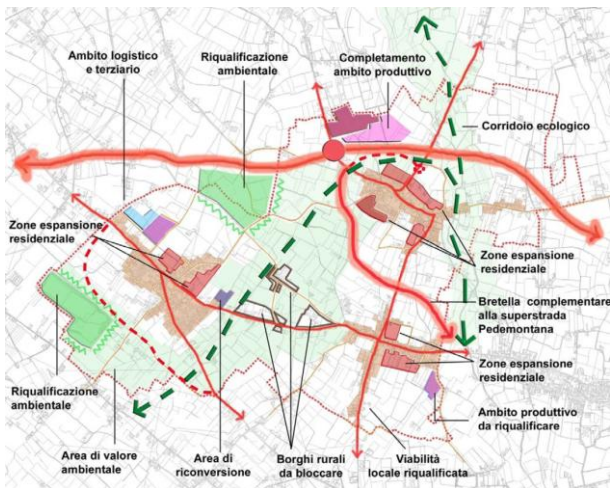 Ambito logistico
e terziario
Riqualificazione
ambientale
Completamento
ambito produttivo
Corridoio ecologico
Zone espansione
residenziale
Zone espansione
residenziale
Bretella complementare
alla superstrada
Pedemontana
Zone espansione
residenziale
Riqualificazione
ambientale
Ambito produttivo
da riqualificare
Area di valore
ambientale
Area di
riconversione
Borghi rurali
da bloccare
Viabilità
locale riqualificata